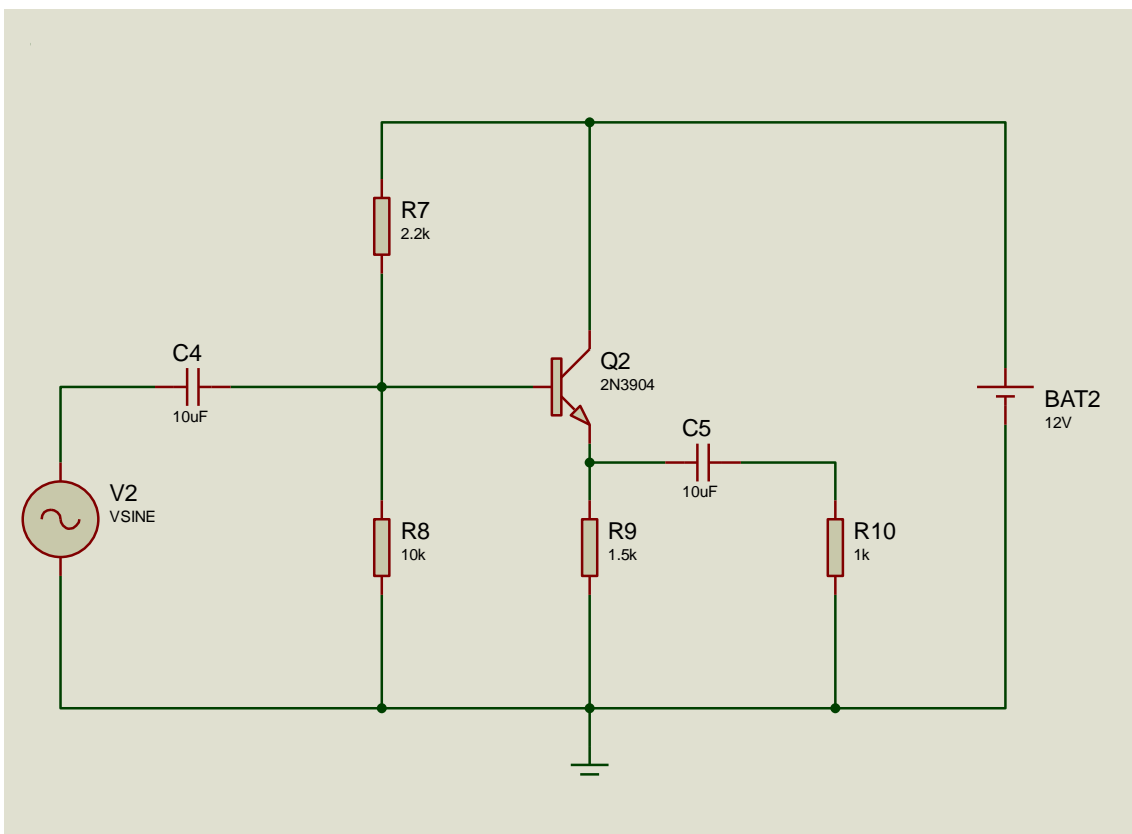 R7
2.2k
C4
10uF
Q2
2N3904
BAT2
12V
C5
10uF
V2
VSINE
R8
10k
R9
1.5k
R10
1k